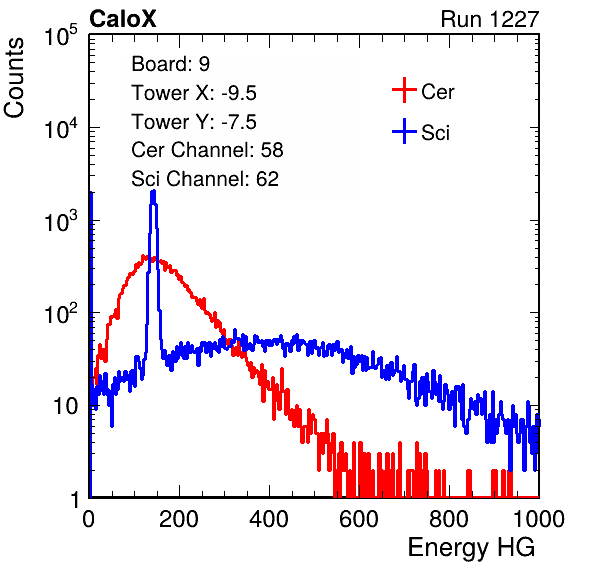 CaloX Run 1227
Counts
10^5
10^4
10^3
10^2
10
1
Board: 9
Tower X: -9.5
Tower Y: -7.5
Cer Channel: 58
Sci Channel: 62
Cer
Sci
0 200 400 600 800 1000
Energy HG